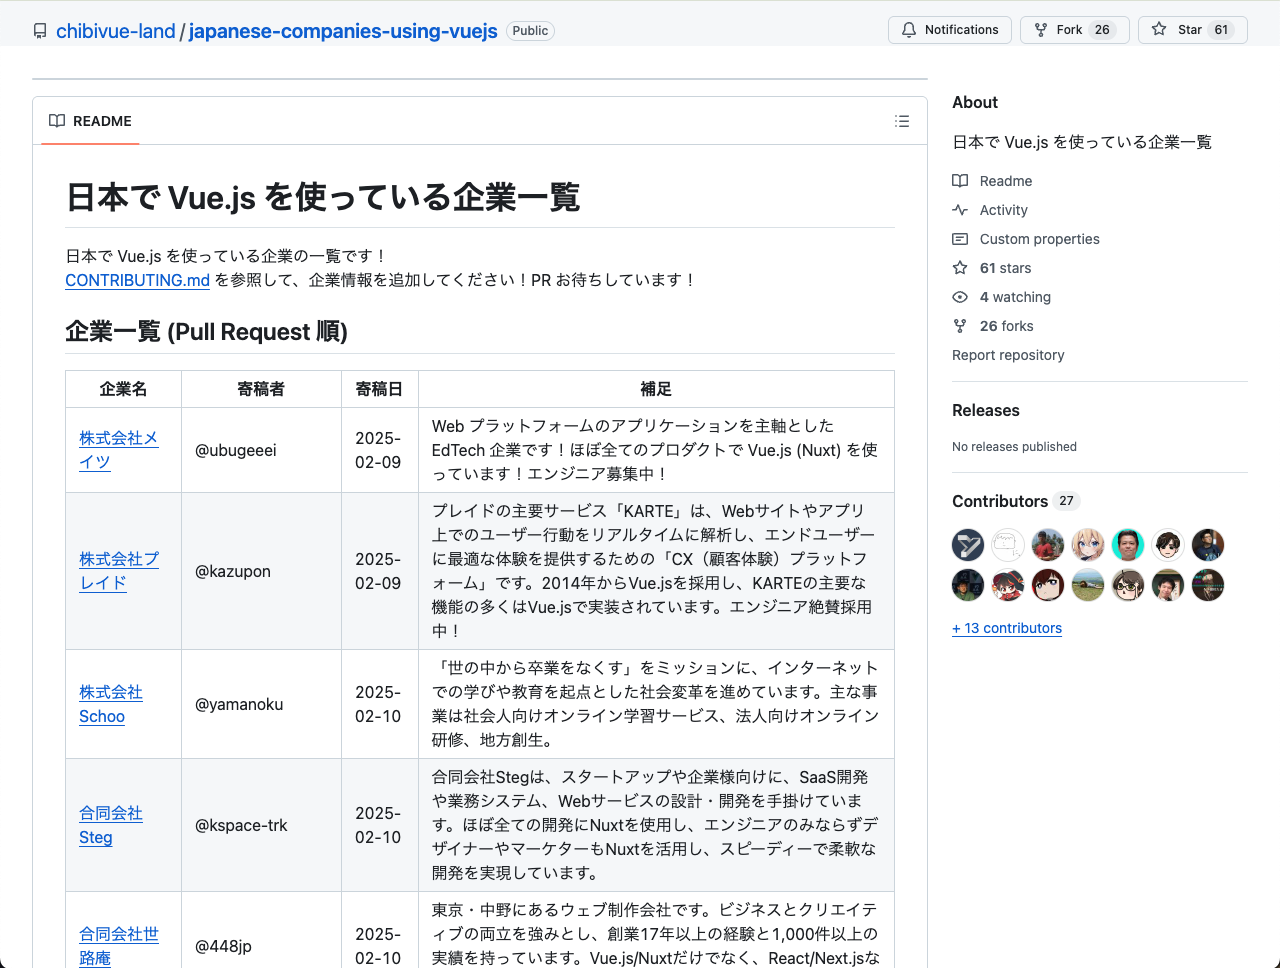 chibivue-land / japanese-companies-using-vuejs Public
Notifications
Fork 26
Star 61
README
日本で Vue.js を使っている企業一覧
日本で Vue.js を使っている企業の一覧です！
CONTRIBUTING.md を参照して、企業情報を追加してください！PR お待ちしています！
企業一覧 (Pull Request 順)
企業名 寄稿者 寄稿日 補足
株式会社メ
イツ
@ubugeeei
2025-
02-09
Web プラットフォームのアプリケーションを主軸とした
EdTech 企業です！ほぼ全てのプロダクトで Vue.js (Nuxt) を使
っています！エンジニア募集中！
株式会社プ
レイド
@kazupon
2025-
02-09
プレイドの主要サービス「KARTE」は、Webサイトやアプリ
上でのユーザー行動をリアルタイムに解析し、エンドユーザー
に最適な体験を提供するための「CX（顧客体験）プラットフ
ォーム」です。2014年からVue.jsを採用し、KARTEの主要な
機能の多くはVue.jsで実装されています。エンジニア絶賛採用
中！
株式会社
Schoo
@yamanoku
2025-
02-10
「世の中から卒業をなくす」をミッションに、インターネット
での学びや教育を起点とした社会変革を進めています。主な事
業は社会人向けオンライン学習サービス、法人向けオンライン
研修、地方創生。
合同会社
Steg
@kspace-trk
2025-
02-10
合同会社Stegは、スタートアップや企業様向けに、SaaS開発
や業務システム、Webサービスの設計・開発を手掛けていま
す。ほぼ全ての開発にNuxtを使用し、エンジニアのみならずデ
ザイナーやマーケターもNuxtを活用し、スピーディーで柔軟な
開発を実現しています。
合同会社世
路庵
@448jp
2025-
02-10
東京・中野にあるウェブ制作会社です。ビジネスとクリエイテ
ィブの両立を強みとし、創業17年以上の経験と1,000件以上の
実績を持っています。Vue.js/Nuxtだけでなく、React/Next.jsな
About
日本で Vue.js を使っている企業一覧
Readme
Activity
Custom properties
61 stars
4 watching
26 forks
Report repository
Releases
No releases published
Contributors 27
+ 13 contributors